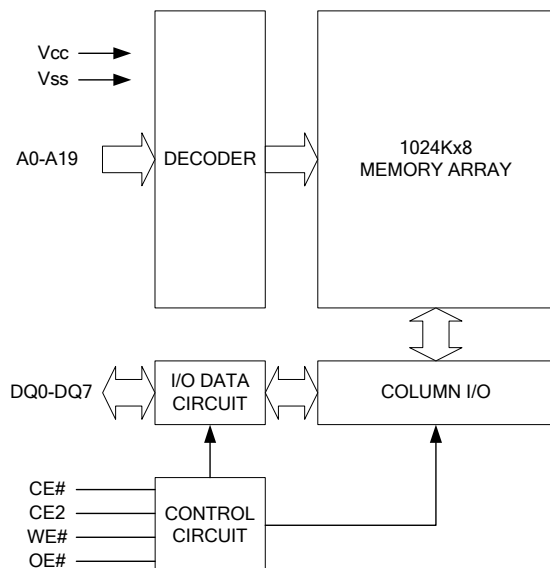 Vcc
Vss
A0-A19
DECODER
1024Kx8
MEMORY ARRAY
DQ0-DQ7
I/O DATA
CIRCUIT
COLUMN I/O
CE#
CE2
WE#
OE#
CONTROL
CIRCUIT